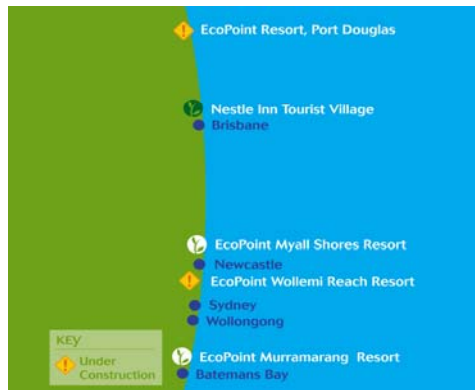 EcoPoint Resort, Port Douglas
Nestle Inn Tourist Village
Brisbane
EcoPoint Myall Shores Resort
Newcastle
EcoPoint Wollemi Reach Resort
Sydney
Wollongong
KEY
Under
Construction
EcoPoint Murramarang Resort
Batemans Bay